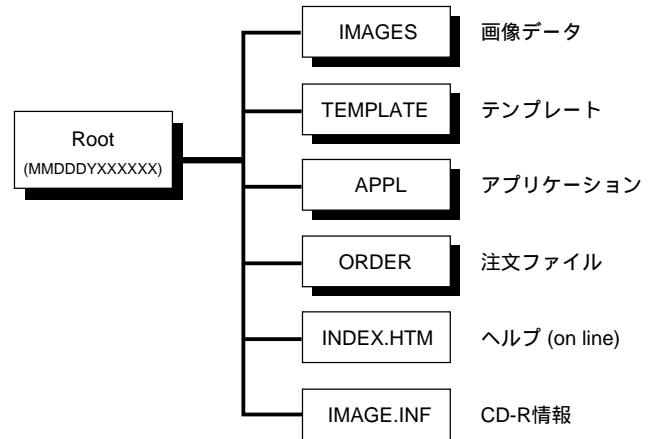 IMAGES 画像データ
TEMPLATE テンプレート
Root
(MMDDDYXXXXXX)
APPL アプリケーション
ORDER 注文ファイル
INDEX.HTM ヘルプ (on line)
IMAGE.INF CD-R情報